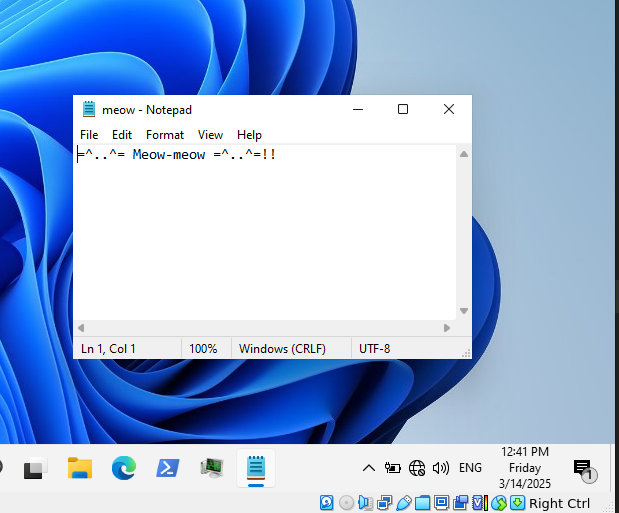 meow - Notepad
File Edit Format View Help
=^..^= Meow-meow =^..^=!!
Ln 1, Col 1 100% Windows (CRLF) UTF-8
12:41 PM
ENG Friday
3/14/2025
1
Right Ctrl